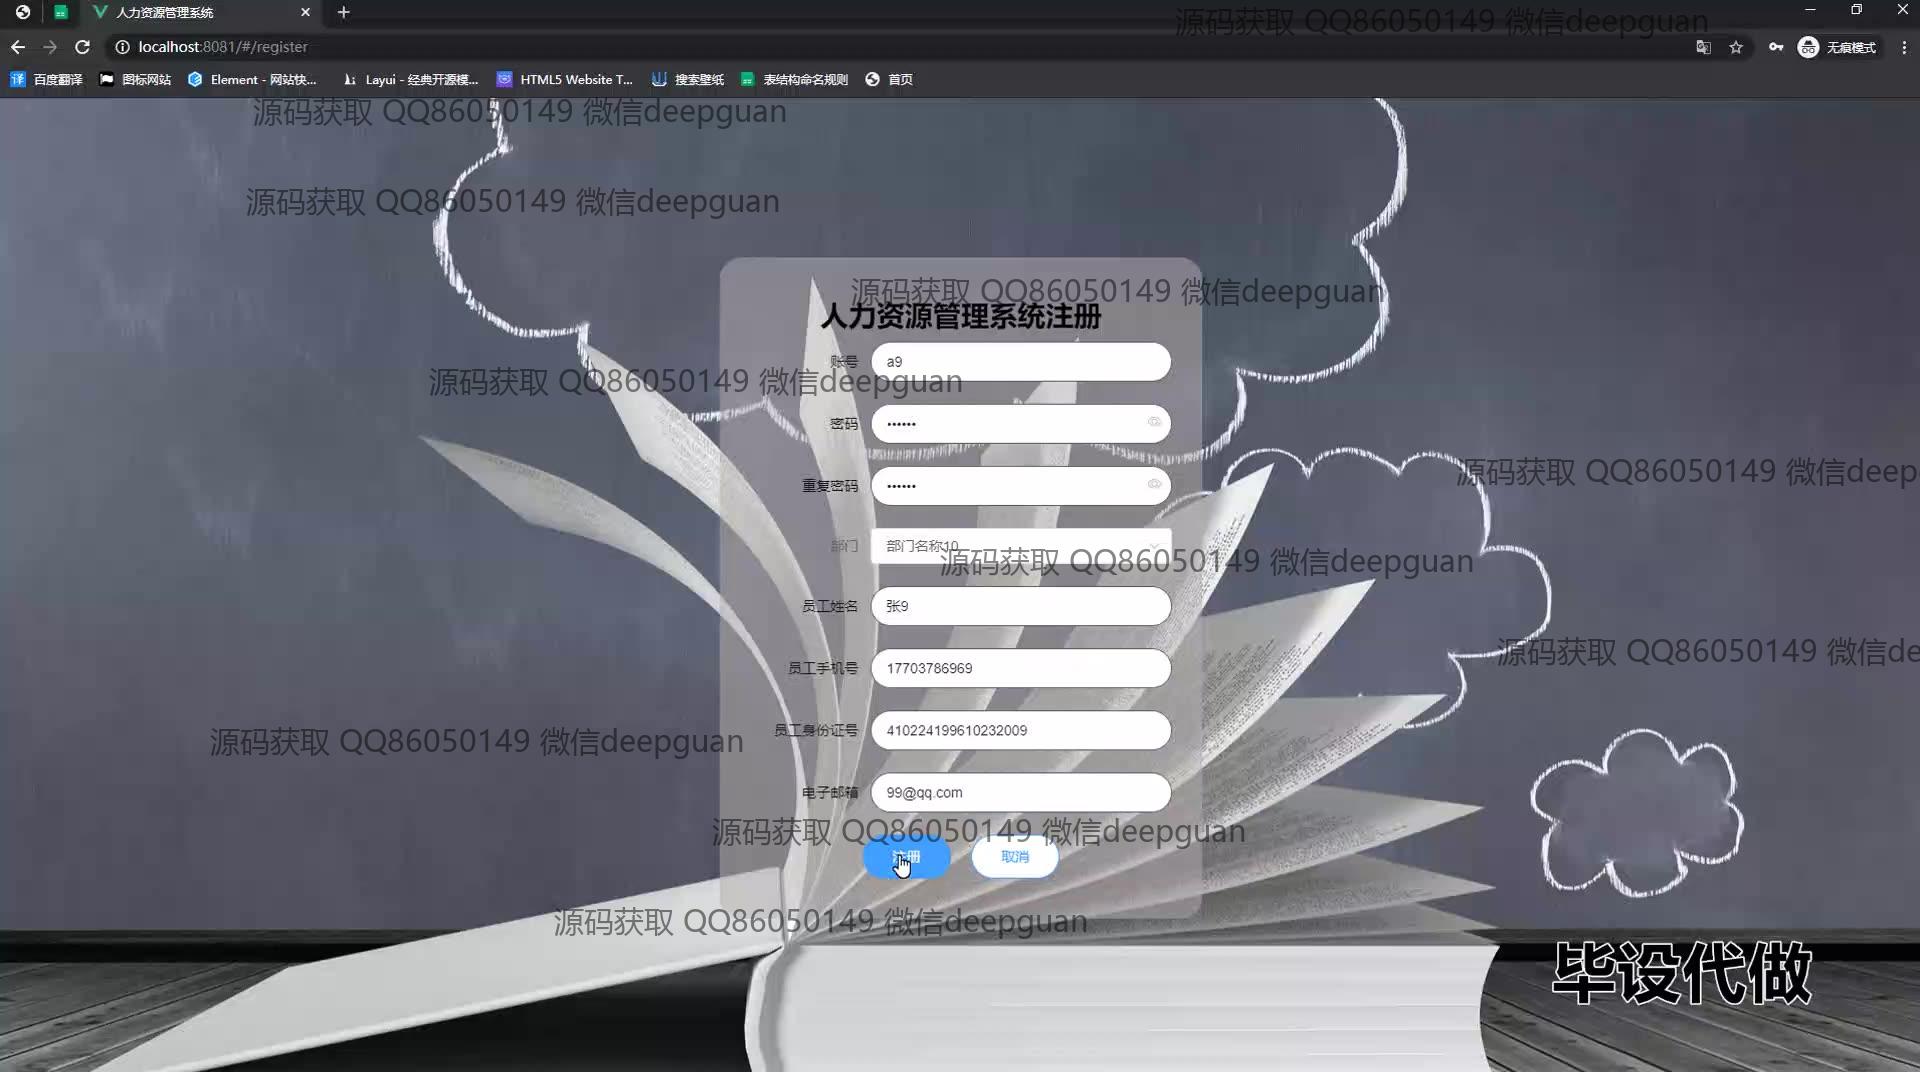 人力资源管理系统
源码获取 QQ86050149 微信deepguan
localhost:8081/#/register
无痕模式
百度翻译
图标网站
Element - 网站快...
Layui - 经典开源模...
HTML5 Website T...
搜索壁纸
表结构命名规则
首页
源码获取 QQ86050149 微信deepguan
源码获取 QQ86050149 微信deepguan
源码获取 QQ86050149 微信deepguan
人力资源管理系统注册
账号 a9
源码获取 QQ86050149 微信deepguan
密码 ••••••
源码获取 QQ86050149 微信deep
重复密码 ••••••
部门 部门名称10
源码获取 QQ86050149 微信deepguan
员工姓名 张9
源码获取 QQ86050149 微信de
员工手机号 17703786969
员工身份证号 410224199610232009
源码获取 QQ86050149 微信deepguan
电子邮箱 99@qq.com
源码获取 QQ86050149 微信deepguan
注册 取消
源码获取 QQ86050149 微信deepguan
毕设代做